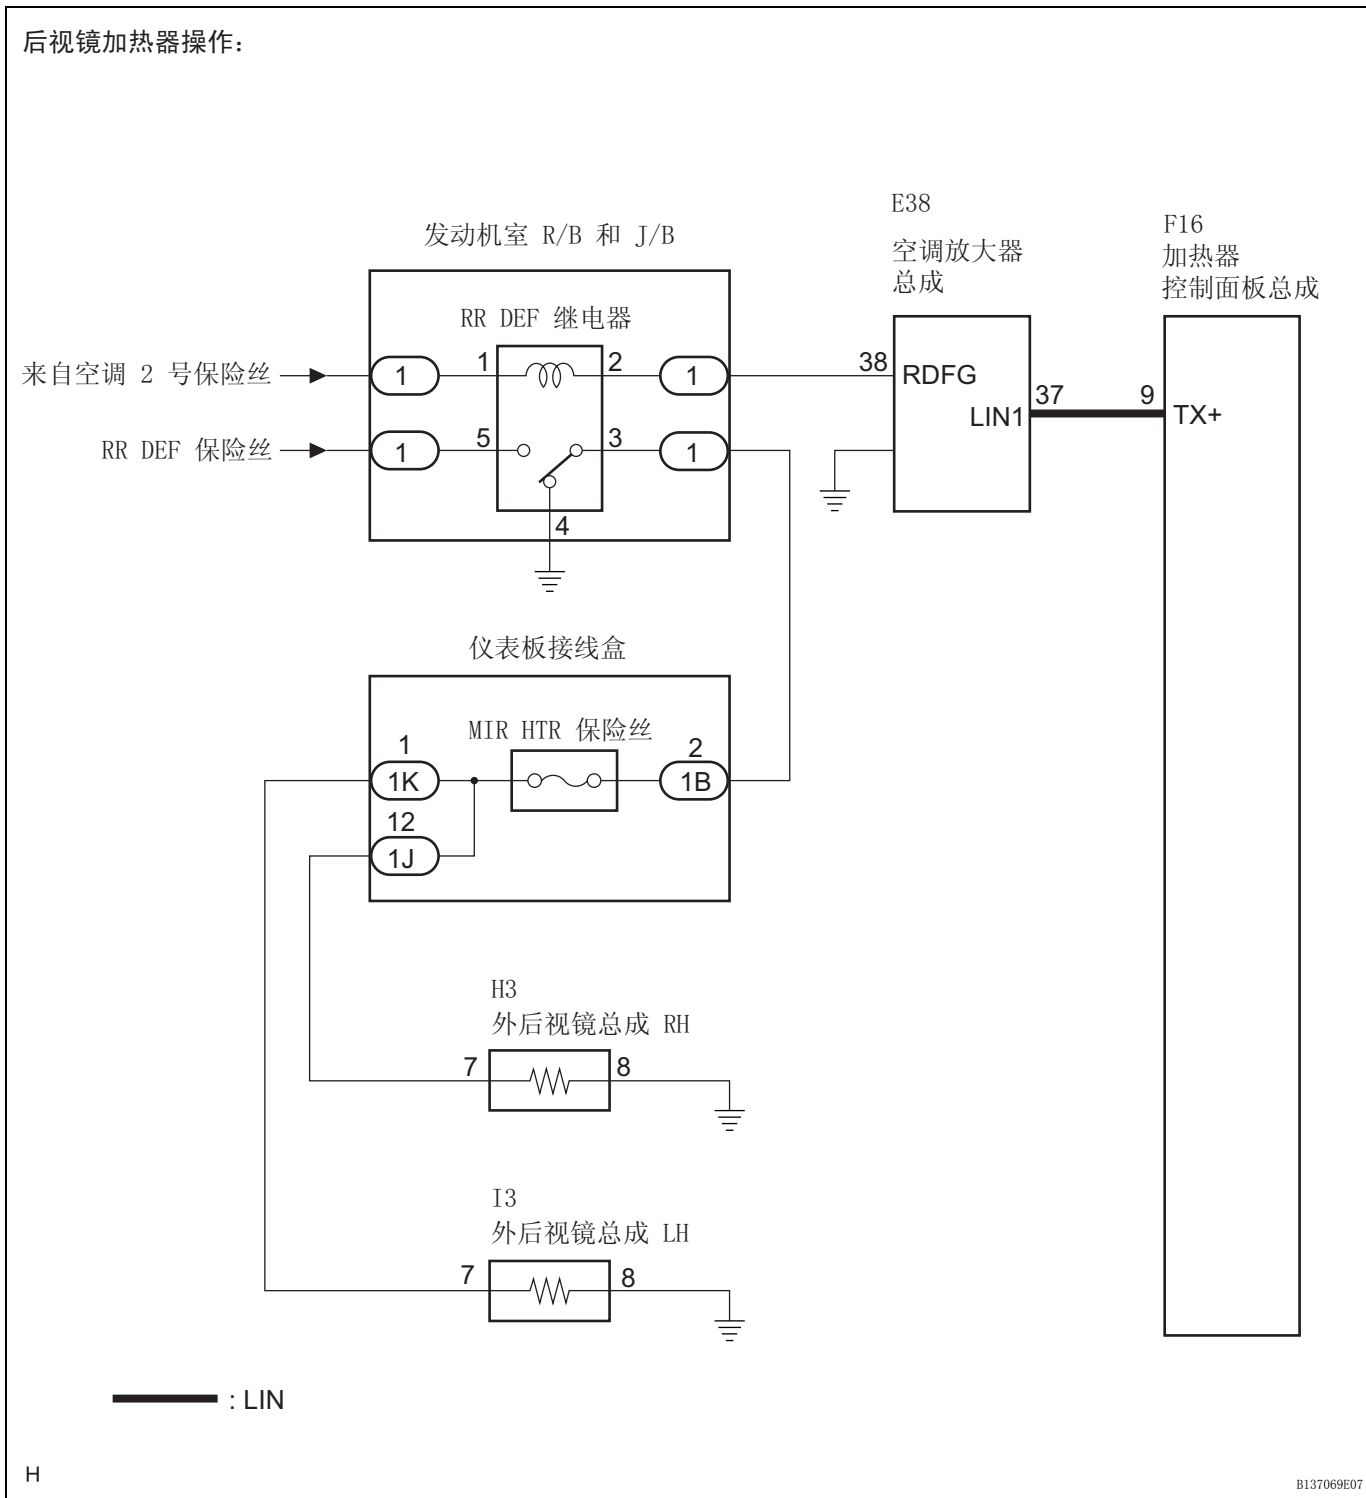 后视镜加热器操作：
发动机室 R/B 和 J/B
E38
空调放大器
总成
F16
加热器
控制面板总成
RR DEF 继电器
来自空调 2 号保险丝
1
1
2
1
38
RDFG
LIN1
37
9
TX+
RR DEF 保险丝
1
5
3
1
4
仪表板接线盒
MIR HTR 保险丝
1
1K
2
1B
12
1J
H3
外后视镜总成 RH
7
8
I3
外后视镜总成 LH
7
8
: LIN
H
B137069E07